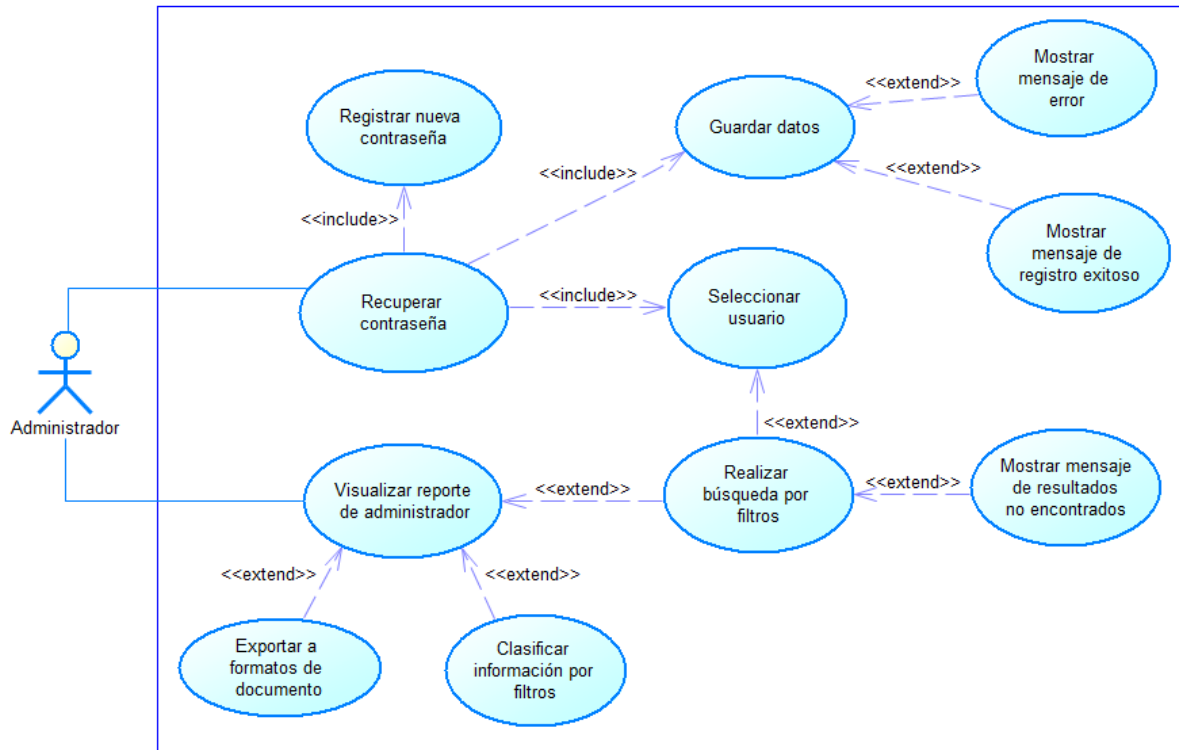 Mostrar
mensaje de
error
<<extend>>
Registrar nueva
contraseña
Guardar datos
<<extend>>
<<include>>
<<include>>
Mostrar
mensaje de
registro exitoso
Recuperar
contraseña
<<include>>
Seleccionar
usuario
Administrador
<<extend>>
Visualizar reporte
de administrador
<<extend>>
Realizar
búsqueda por
filtros
<<extend>>
Mostrar mensaje
de resultados
no encontrados
<<extend>>
<<extend>>
Exportar a
formatos de
documento
Clasificar
información por
filtros